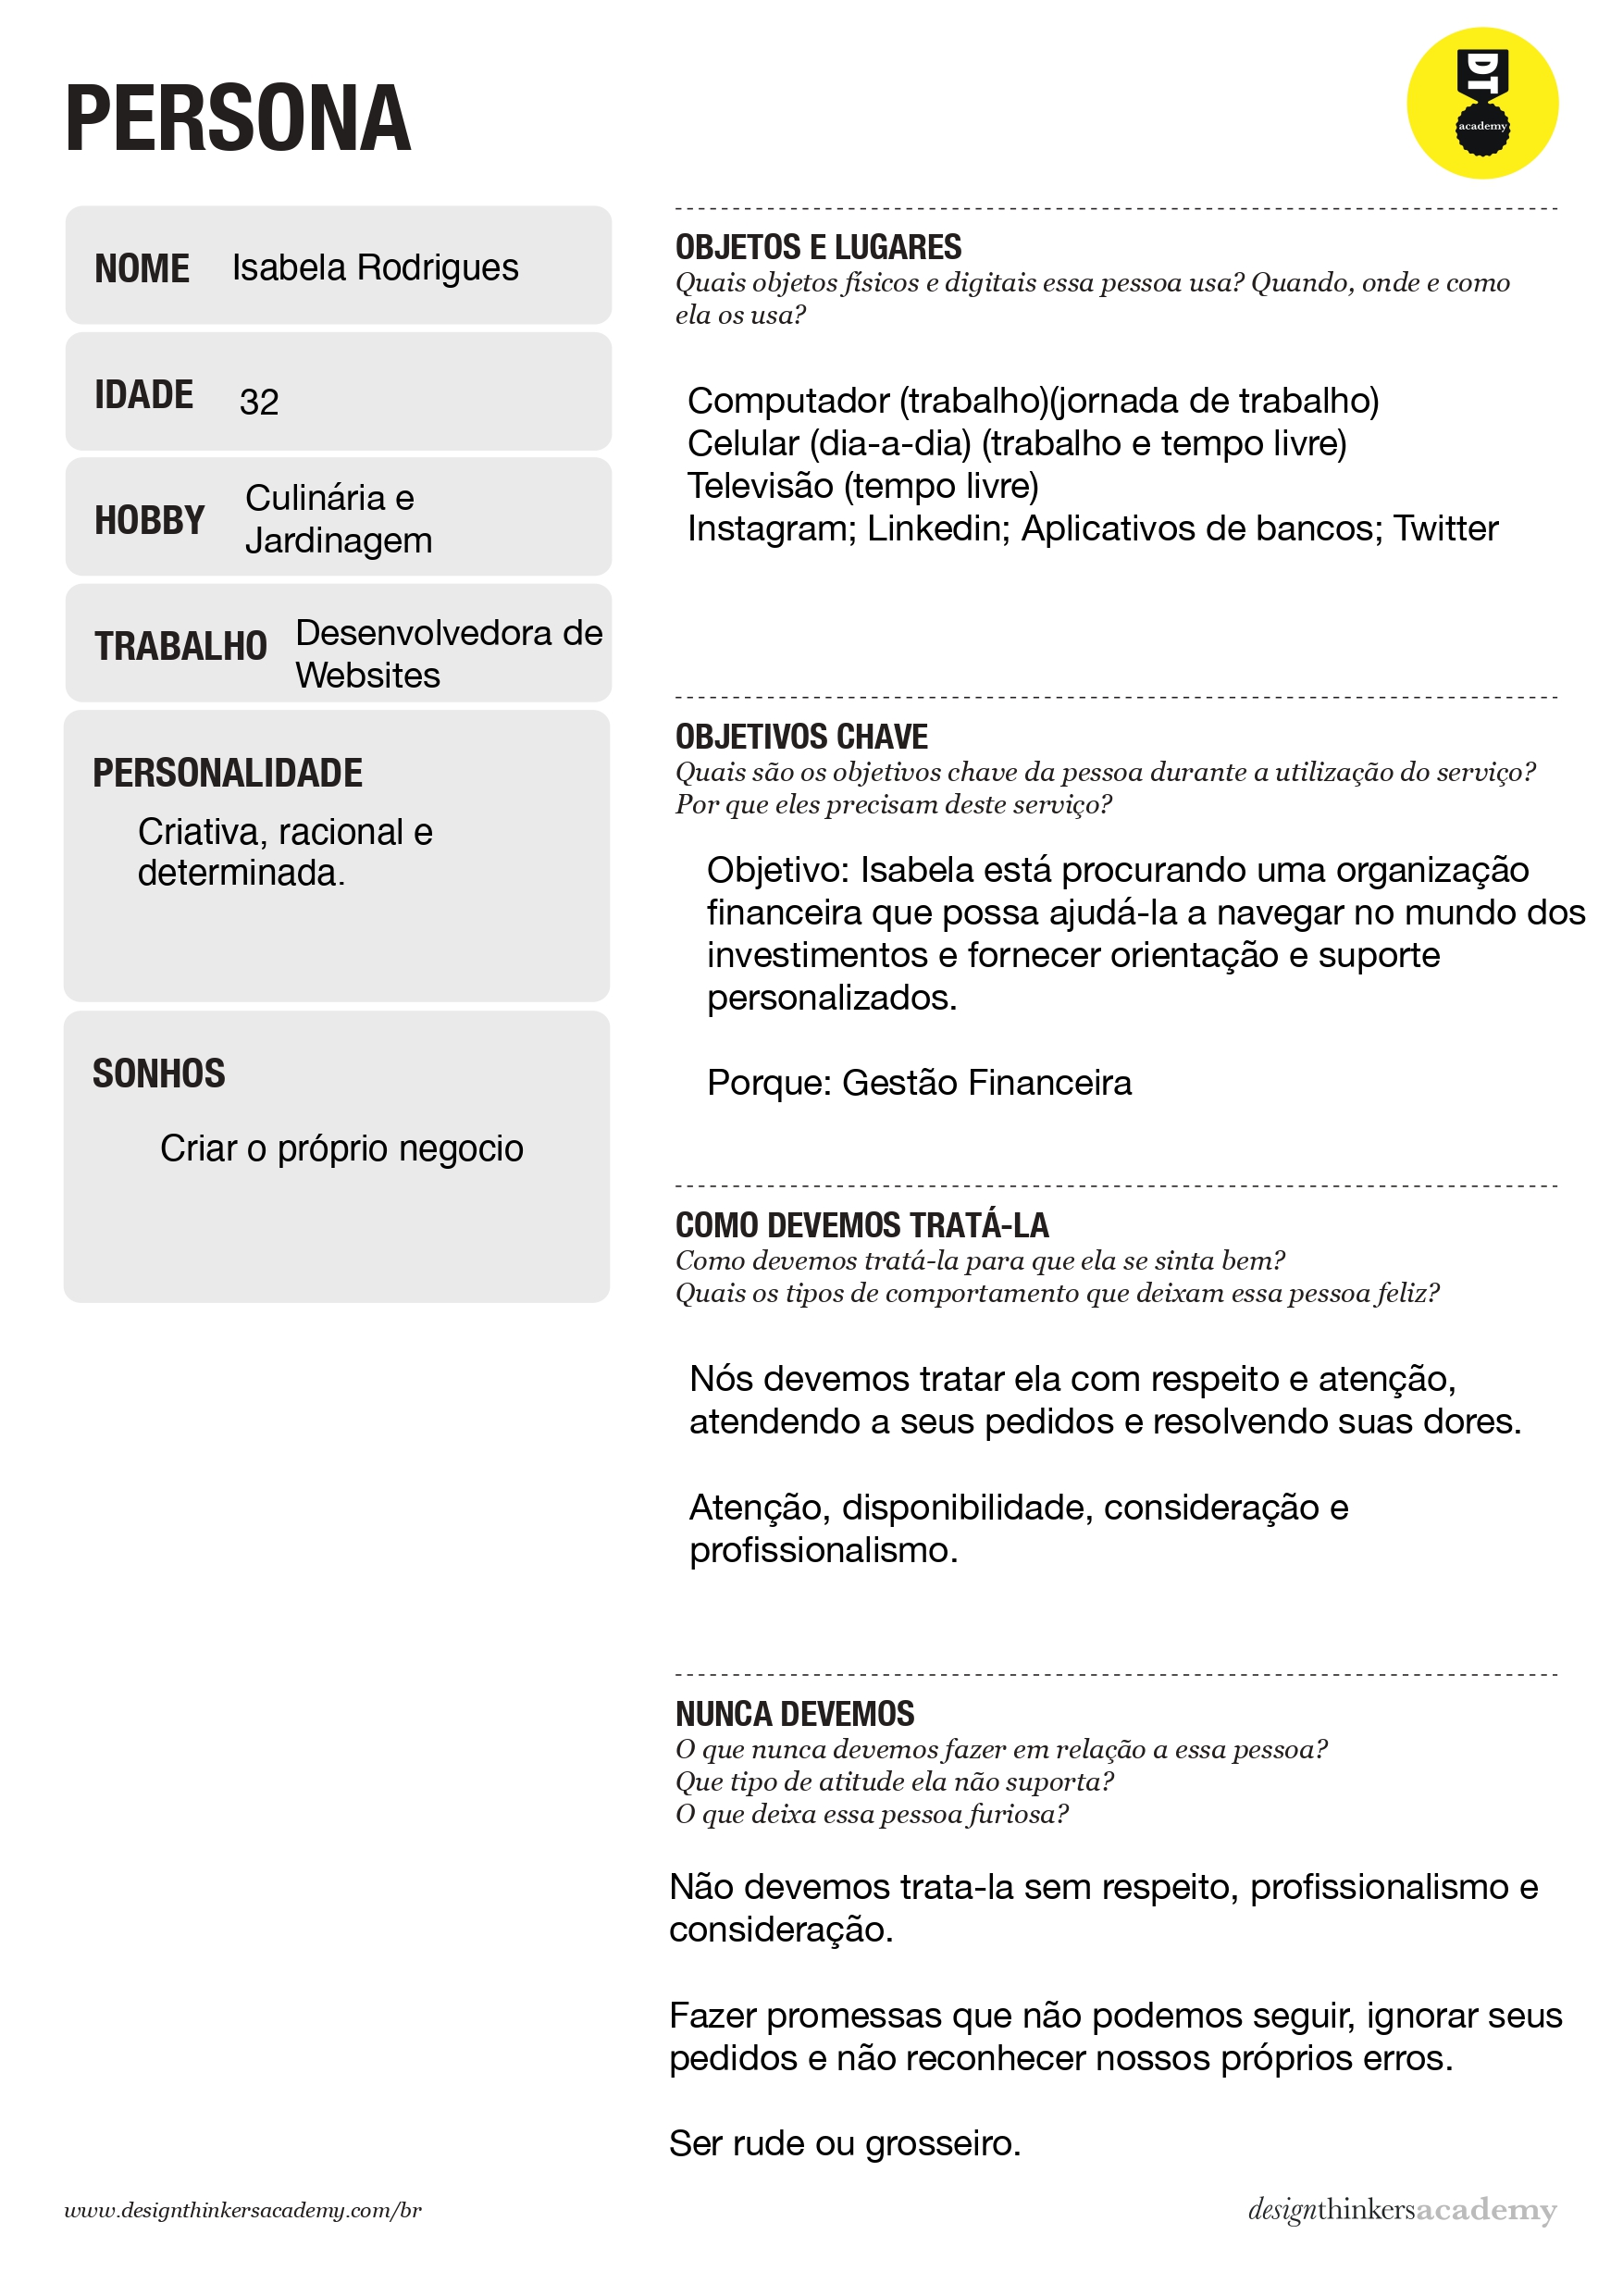 PERSONA
DT
academy
NOME Isabela Rodrigues
IDADE 32
HOBBY Culinária e
Jardinagem
TRABALHO Desenvolvedora de
Websites
PERSONALIDADE
Criativa, racional e
determinada.
SONHOS
Criar o próprio negocio
OBJETOS E LUGARES
Quais objetos físicos e digitais essa pessoa usa? Quando, onde e como
ela os usa?
Computador (trabalho)(jornada de trabalho)
Celular (dia-a-dia) (trabalho e tempo livre)
Televisão (tempo livre)
Instagram; Linkedin; Aplicativos de bancos; Twitter
OBJETIVOS CHAVE
Quais são os objetivos chave da pessoa durante a utilização do serviço?
Por que eles precisam deste serviço?
Objetivo: Isabela está procurando uma organização
financeira que possa ajudá-la a navegar no mundo dos
investimentos e fornecer orientação e suporte
personalizados.
Porque: Gestão Financeira
COMO DEVEMOS TRATÁ-LA
Como devemos tratá-la para que ela se sinta bem?
Quais os tipos de comportamento que deixam essa pessoa feliz?
Nós devemos tratar ela com respeito e atenção,
atendendo a seus pedidos e resolvendo suas dores.
Atenção, disponibilidade, consideração e
profissionalismo.
NUNCA DEVEMOS
O que nunca devemos fazer em relação a essa pessoa?
Que tipo de atitude ela não suporta?
O que deixa essa pessoa furiosa?
Não devemos trata-la sem respeito, profissionalismo e
consideração.
Fazer promessas que não podemos seguir, ignorar seus
pedidos e não reconhecer nossos próprios erros.
Ser rude ou grosseiro.
www.designthinkersacademy.com/br
designthinkersacademy